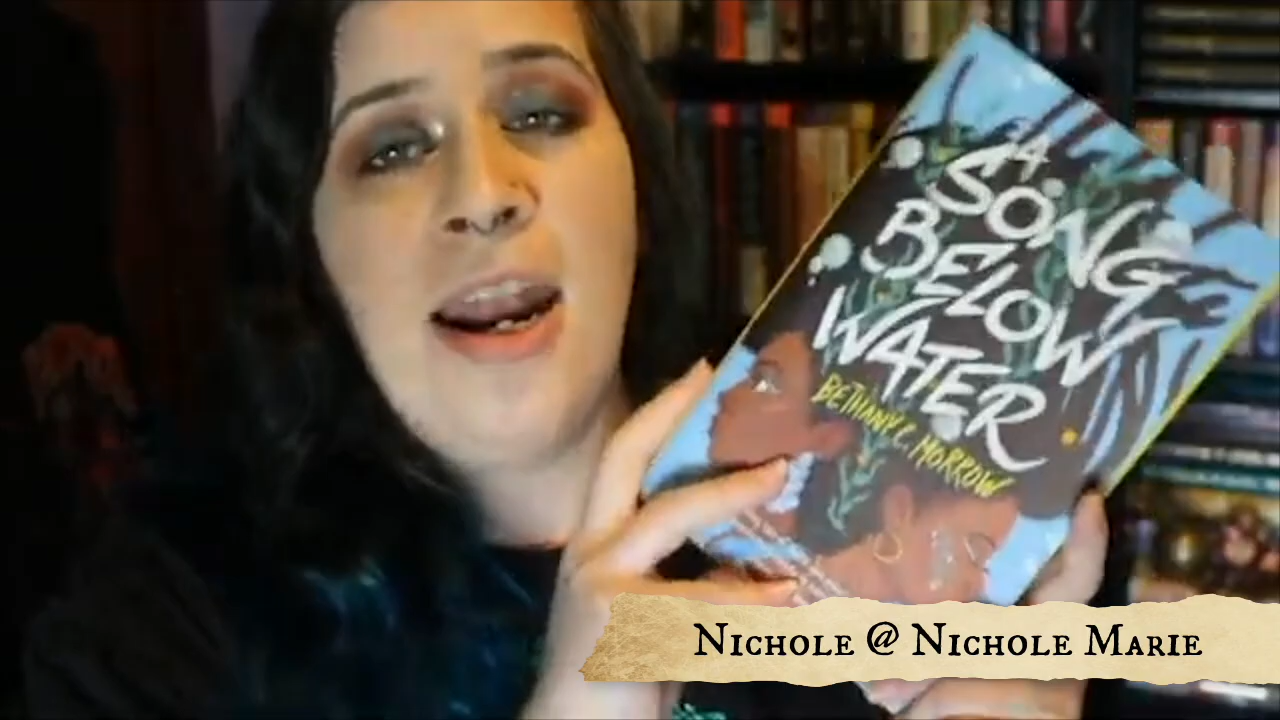 A
SONG
BELOW
WATER
BETHANY C. MORROW
NICHOLE @ NICHOLE MARIE